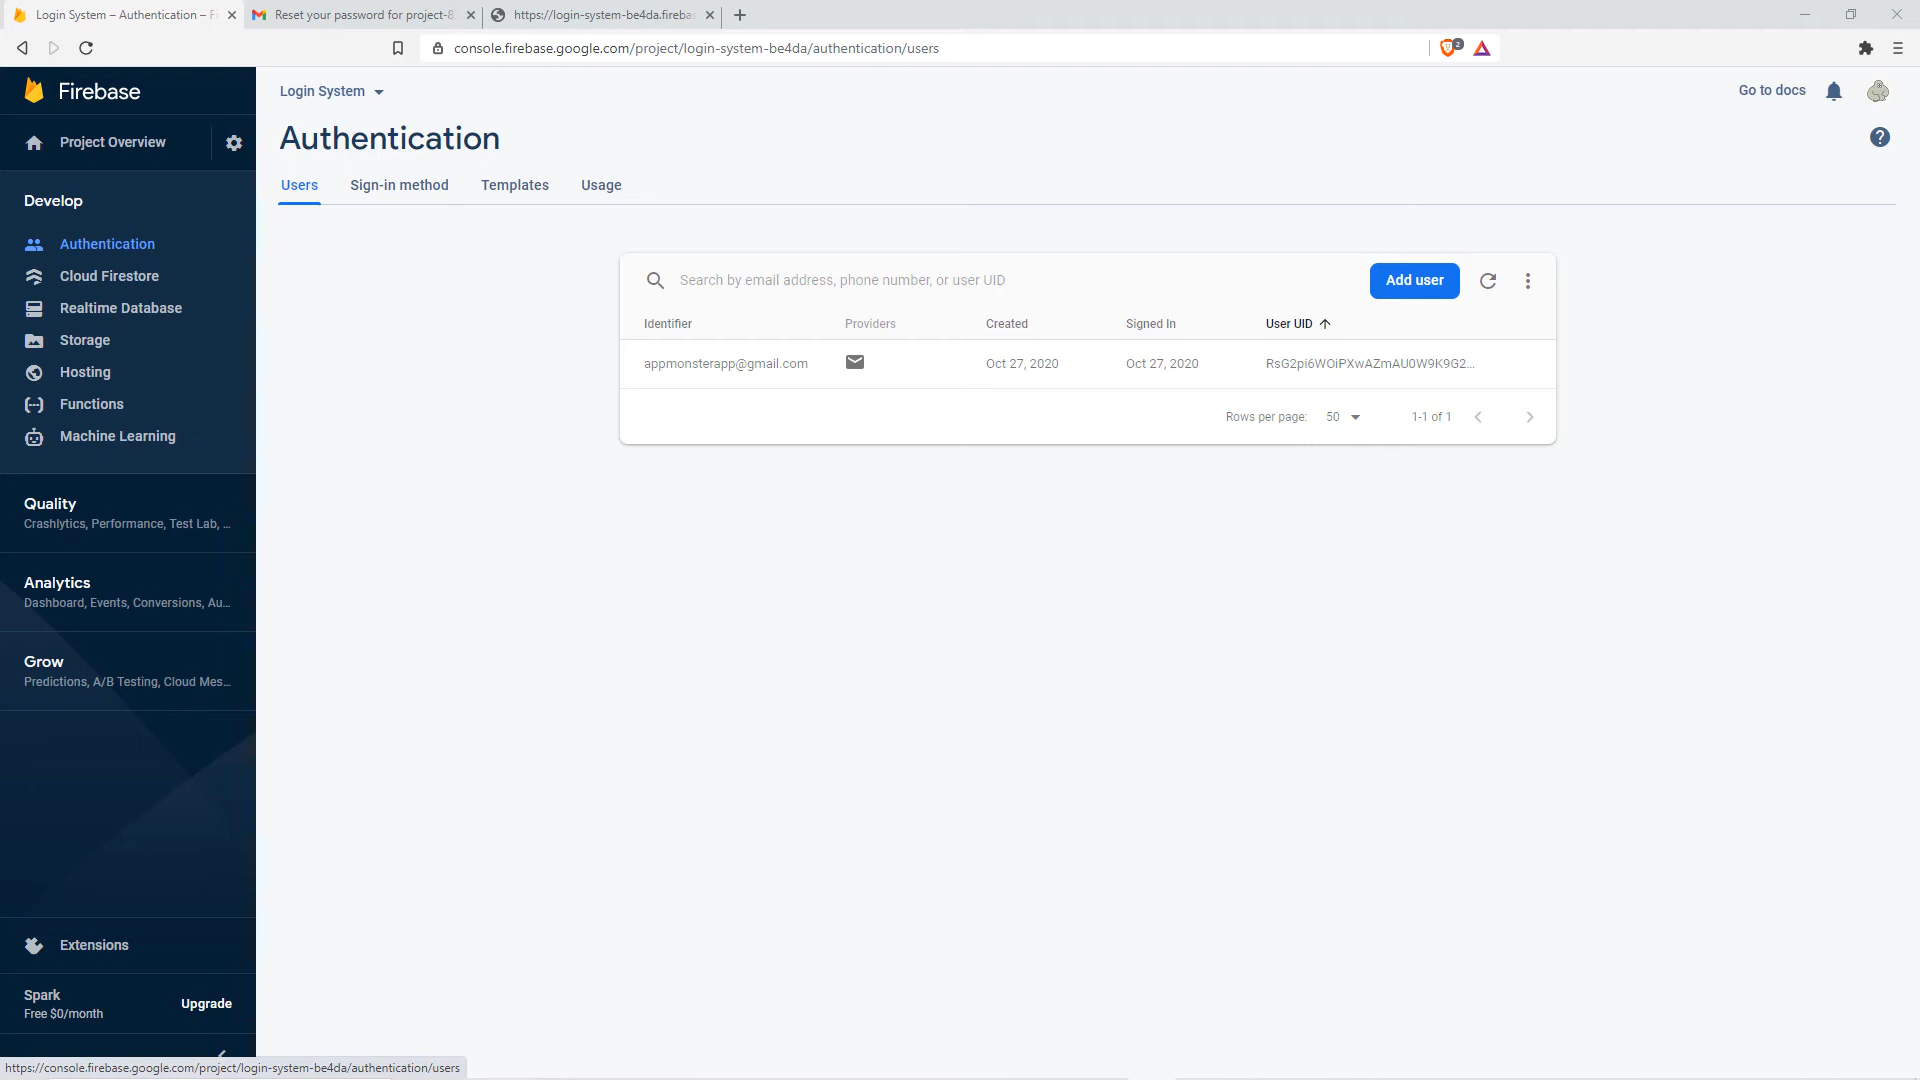 Login System – Authentication – F
Reset your password for project-8
https://login-system-be4da.firebas
console.firebase.google.com/project/login-system-be4da/authentication/users
2
Firebase
Login System
Go to docs
Project Overview
Authentication
Users
Sign-in method
Templates
Usage
Develop
Authentication
Cloud Firestore
Realtime Database
Storage
Hosting
Functions
Machine Learning
Search by email address, phone number, or user UID
Add user
Identifier
Providers
Created
Signed In
User UID
appmonsterapp@gmail.com
Oct 27, 2020
Oct 27, 2020
RsG2pi6WOiPXwAZmAU0W9K9G2...
Rows per page:
50
1-1 of 1
Quality
Crashlytics, Performance, Test Lab, ...
Analytics
Dashboard, Events, Conversions, Au...
Grow
Predictions, A/B Testing, Cloud Mes...
Extensions
Spark
Free $0/month
Upgrade
https://console.firebase.google.com/project/login-system-be4da/authentication/users